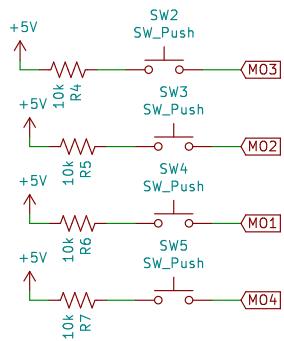 SW2
SW_Push
+5V
10k
R4
MO3
SW3
SW_Push
+5V
10k
R5
MO2
SW4
SW_Push
+5V
10k
R6
MO1
SW5
SW_Push
+5V
10k
R7
MO4